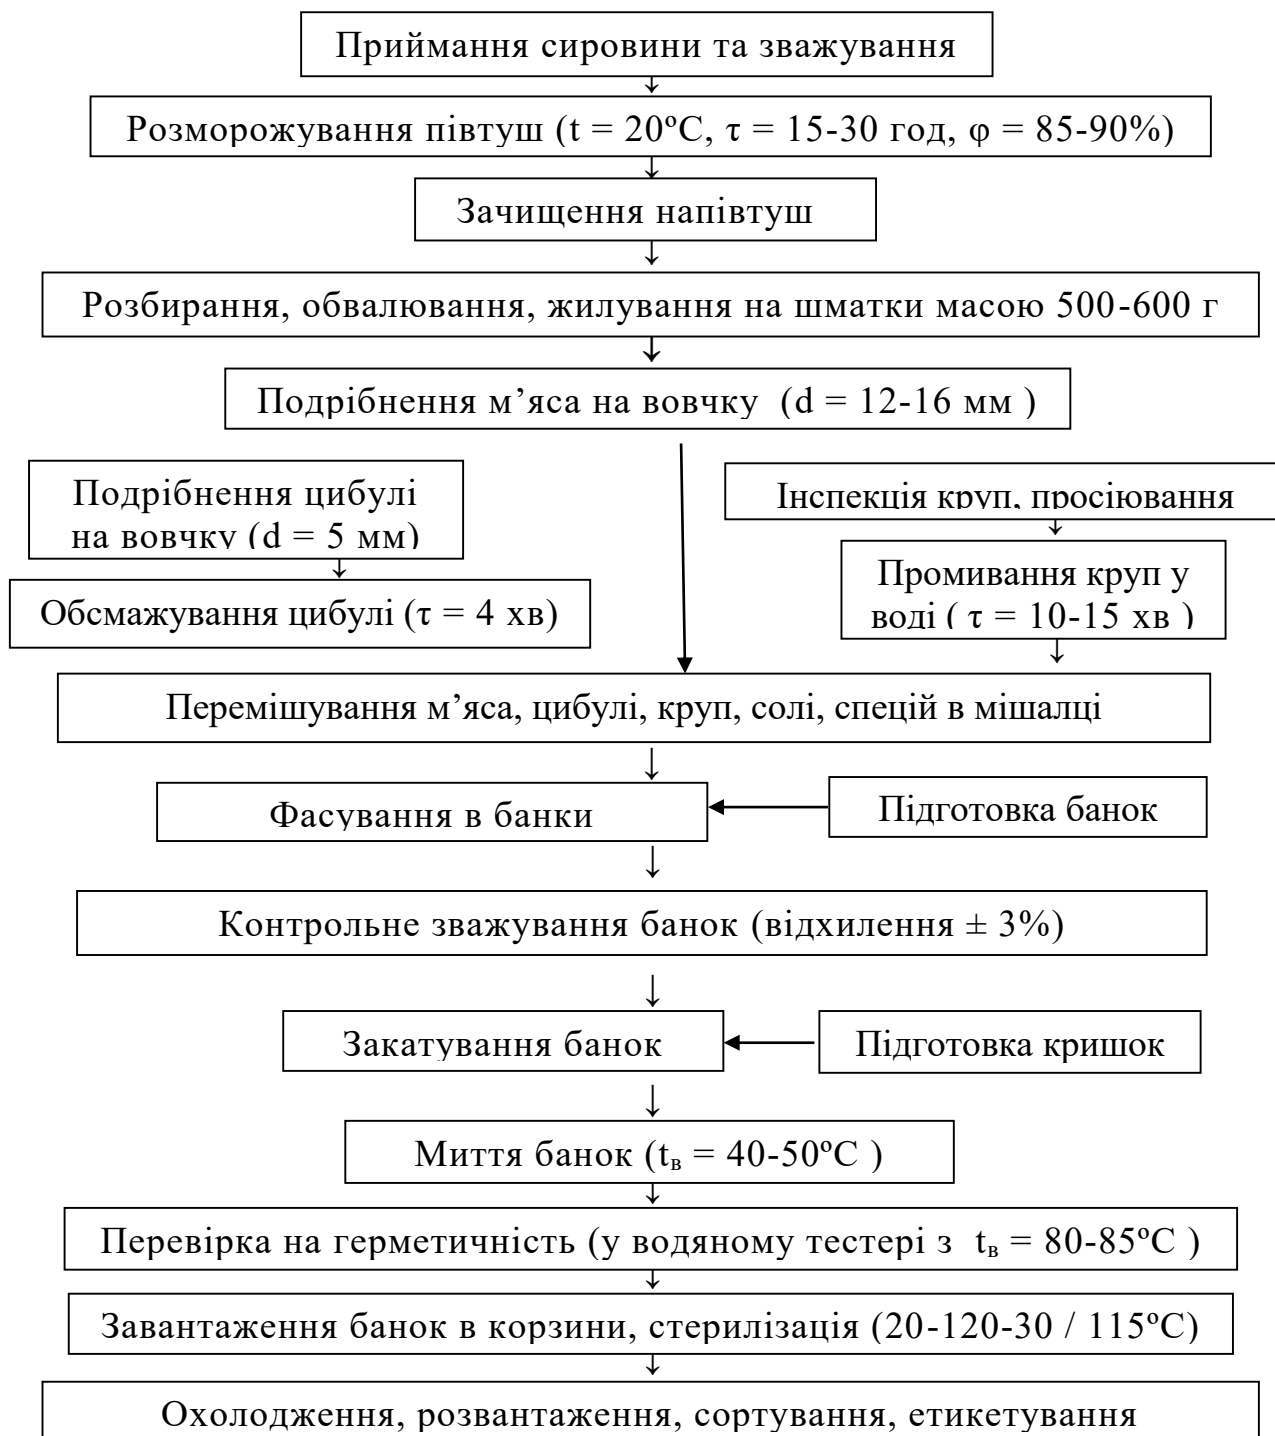 Приймання сировини та зважування
↓
Розморожування півтуш (t = 20ºС, τ = 15-30 год, φ = 85-90%)
↓
Зачищення напівтуш
↓
Розбирання, обвалювання, жилування на шматки масою 500-600 г
↓
Подрібнення м’яса на вовчку (d = 12-16 мм )
Подрібнення цибулі
на вовчку (d = 5 мм)
↓
Обсмажування цибулі (τ = 4 хв)
Інспекція круп, просіювання
↓
Промивання круп у
воді ( τ = 10-15 хв )
↓
Перемішування м’яса, цибулі, круп, солі, спецій в мішалці
↓
Фасування в банки
Підготовка банок
↓
Контрольне зважування банок (відхилення ± 3%)
↓
Закатування банок
Підготовка кришок
↓
Миття банок (tв = 40-50ºС )
↓
Перевірка на герметичність (у водяному тестері з tв = 80-85ºС )
↓
Завантаження банок в корзини, стерилізація (20-120-30 / 115ºС)
↓
Охолодження, розвантаження, сортування, етикетування